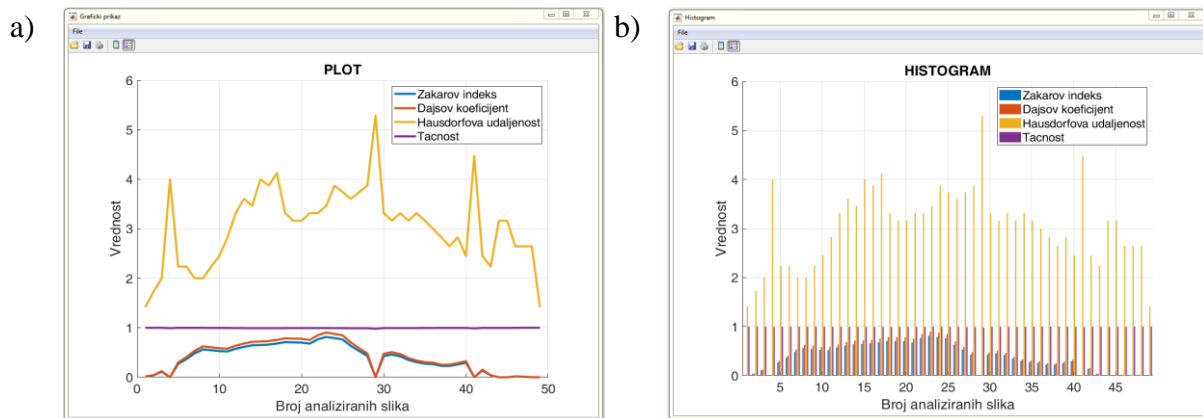 a)
Graficki prikaz
File
PLOT
Zakarov indeks
Dajsov koeficijent
Hausdorfova udaljenost
Tacnost
Vrednost
6
5
4
3
2
1
0
0 10 20 30 40 50
Broj analiziranih slika
b)
Histogram
File
HISTOGRAM
Zakarov indeks
Dajsov koeficijent
Hausdorfova udaljenost
Tacnost
Vrednost
6
5
4
3
2
1
0
5 10 15 20 25 30 35 40 45
Broj analiziranih slika